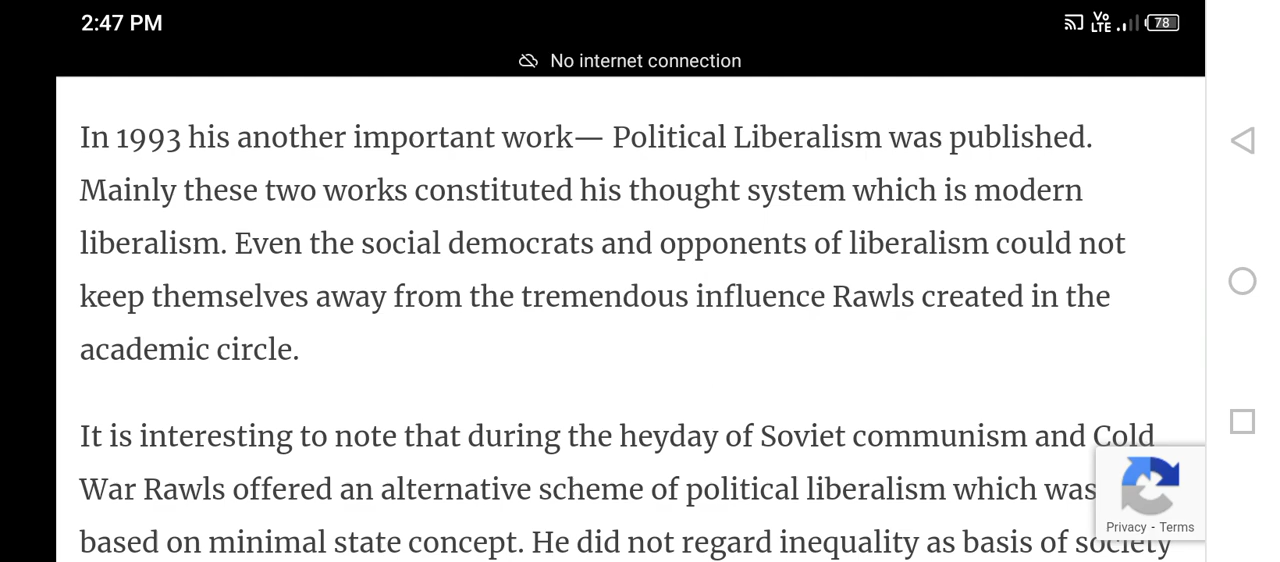 2:47 PM
Vo
LTE
78
No internet connection
In 1993 his another important work— Political Liberalism was published.
Mainly these two works constituted his thought system which is modern
liberalism. Even the social democrats and opponents of liberalism could not
keep themselves away from the tremendous influence Rawls created in the
academic circle.
It is interesting to note that during the heyday of Soviet communism and Cold
War Rawls offered an alternative scheme of political liberalism which was
based on minimal state concept. He did not regard inequality as basis of society
Privacy - Terms